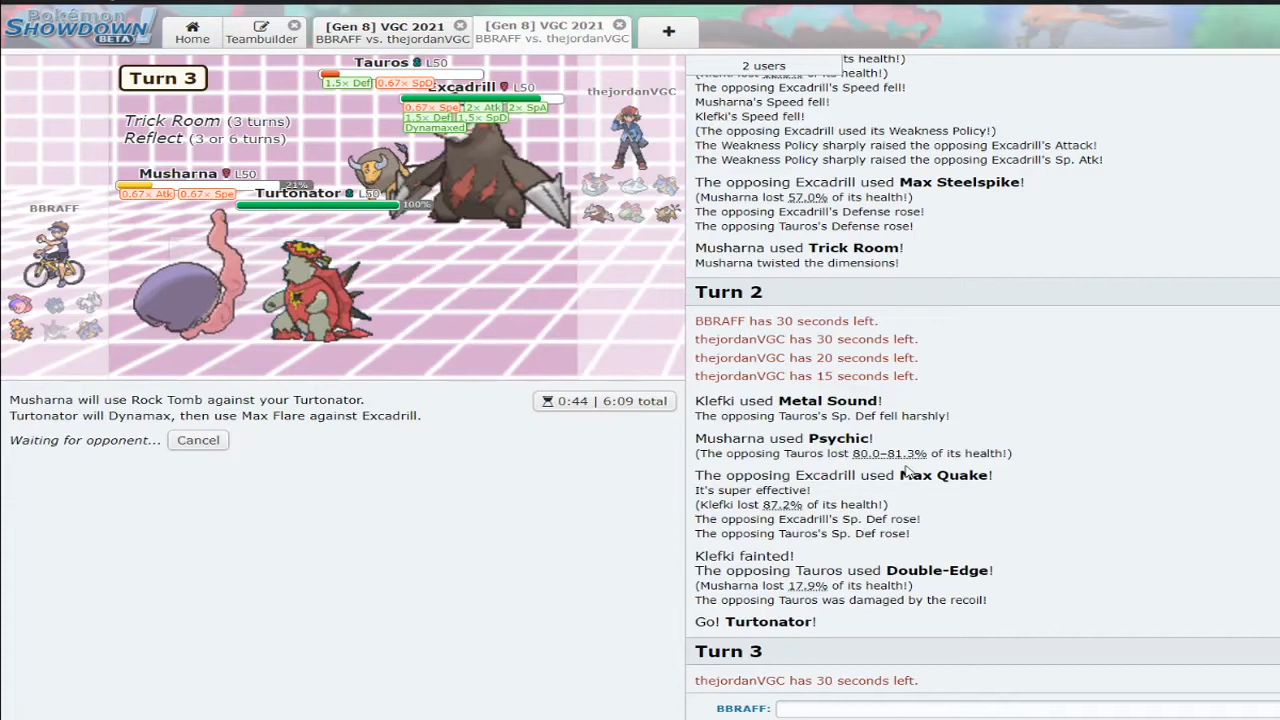 Pokémon
SHOWDOWN!
BETA
Home
Teambuilder
[Gen 8] VGC 2021
BBRAFF vs. thejordanVGC
[Gen 8] VGC 2021
BBRAFF vs. thejordanVGC
+
Turn 3
Tauros L50
1.5× Def 0.67× SpD
Excadrill L50
0.67× Spe 2× Atk 2× SpA
1.5× Def 1.5× SpD
Dynamaxed
thejordanVGC
Trick Room (3 turns)
Reflect (3 or 6 turns)
Musharna L50
21%
0.67× Atk 0.67× Spe
Turtonator L50
100%
BBRAFF
Musharna will use Rock Tomb against your Turtonator.
Turtonator will Dynamax, then use Max Flare against Excadrill.
Waiting for opponent... Cancel
0:44 | 6:09 total
2 users
health!)
(Klefki lost health!)
The opposing Excadrill's Speed fell!
Musharna's Speed fell!
Klefki's Speed fell!
(The opposing Excadrill used its Weakness Policy!)
The Weakness Policy sharply raised the opposing Excadrill's Attack!
The Weakness Policy sharply raised the opposing Excadrill's Sp. Atk!
The opposing Excadrill used Max Steelspike!
(Musharna lost 57.0% of its health!)
The opposing Excadrill's Defense rose!
The opposing Tauros's Defense rose!
Musharna used Trick Room!
Musharna twisted the dimensions!
Turn 2
BBRAFF has 30 seconds left.
thejordanVGC has 30 seconds left.
thejordanVGC has 20 seconds left.
thejordanVGC has 15 seconds left.
Klefki used Metal Sound!
The opposing Tauros's Sp. Def fell harshly!
Musharna used Psychic!
(The opposing Tauros lost 80.0–81.3% of its health!)
The opposing Excadrill used Max Quake!
It's super effective!
(Klefki lost 87.2% of its health!)
The opposing Excadrill's Sp. Def rose!
The opposing Tauros's Sp. Def rose!
Klefki fainted!
The opposing Tauros used Double-Edge!
(Musharna lost 17.9% of its health!)
The opposing Tauros was damaged by the recoil!
Go! Turtonator!
Turn 3
thejordanVGC has 30 seconds left.
BBRAFF: